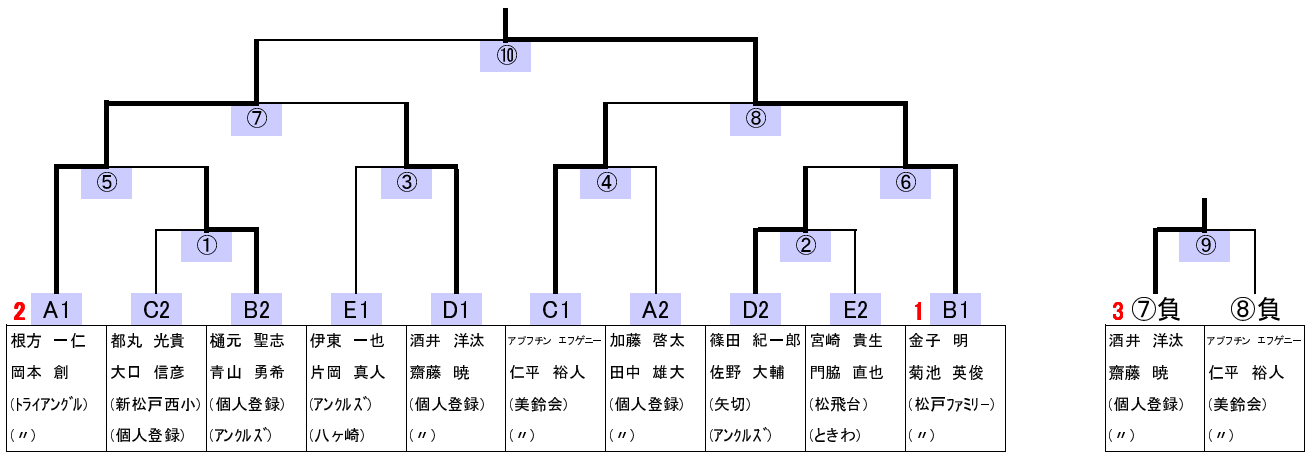 ⑩
⑦ ⑧
⑤ ③ ④ ⑥
① ② ⑨
2 A1 C2 B2 E1 D1 C1 A2 D2 E2 1 B1 3 ⑦負 ⑧負
根方 一仁 都丸 光貴 樋元 聖志 伊東 一也 酒井 洋汰 アブフチン エフゲニー 加藤 啓太 篠田 紀一郎 宮崎 貴生 金子 明 酒井 洋汰 アブフチン エフゲニー
岡本 創 大口 信彦 青山 勇希 片岡 真人 齋藤 暁 仁平 裕人 田中 雄大 佐野 大輔 門脇 直也 菊池 英俊 齋藤 暁 仁平 裕人
(トライアングル) (新松戸西小) (個人登録) (アンクルズ) (個人登録) (美鈴会) (個人登録) (矢切) (松飛台) (松戸ファミリー) (個人登録) (美鈴会)
(〃) (個人登録) (アンクルズ) (八ヶ崎) (〃) (〃) (〃) (アンクルズ) (ときわ) (〃) (〃) (〃)